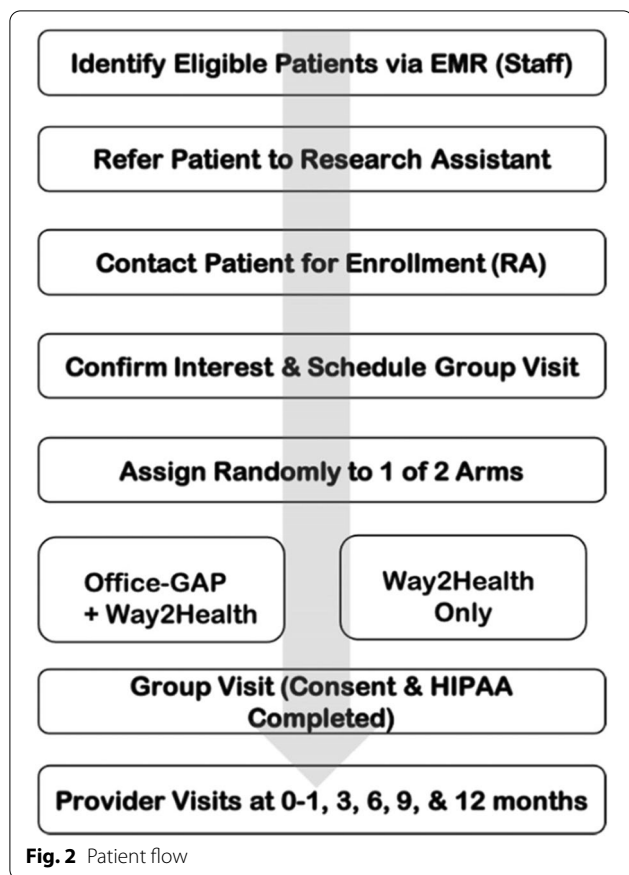 Identify Eligible Patients via EMR (Staff)
Refer Patient to Research Assistant
Contact Patient for Enrollment (RA)
Confirm Interest & Schedule Group Visit
Assign Randomly to 1 of 2 Arms
Office-GAP
+ Way2Health
Way2Health
Only
Group Visit (Consent & HIPAA
Completed)
Provider Visits at 0-1, 3, 6, 9, & 12 months
Fig. 2 Patient flow